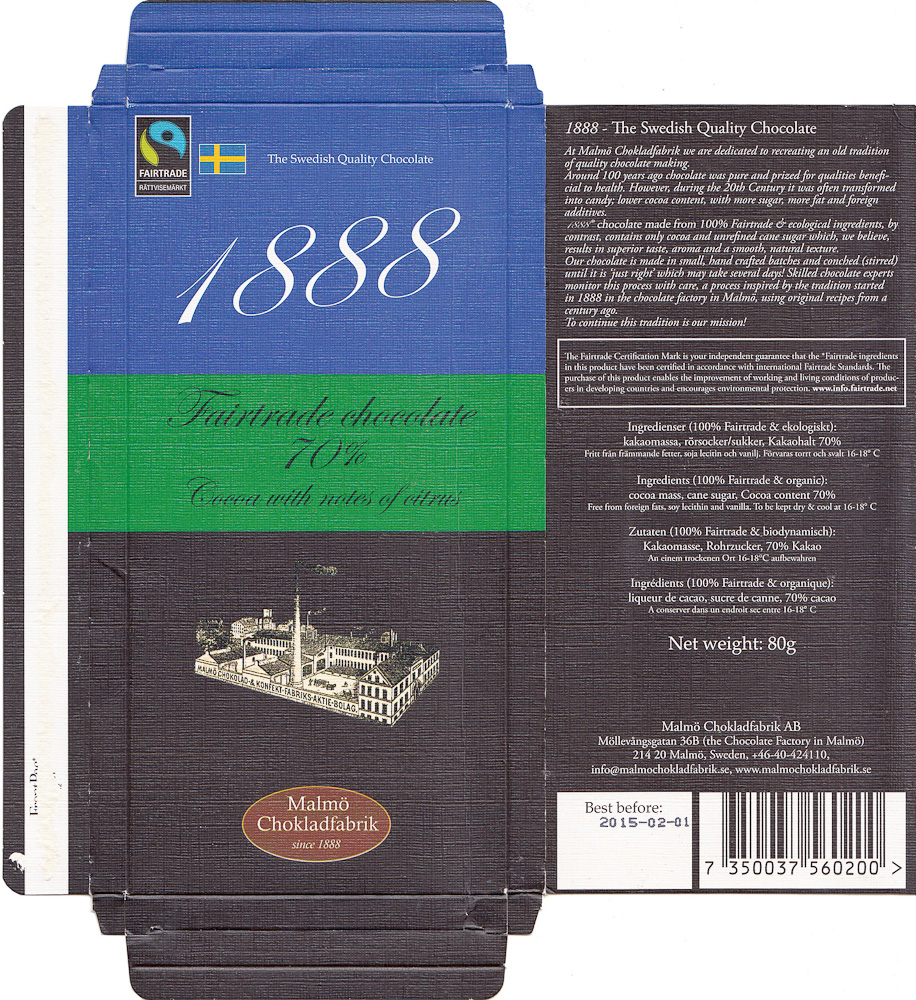 FAIRTRADE
RÄTTVISEMÄRKT
The Swedish Quality Chocolate
1888
Fairtrade chocolate
70%
Cocoa with notes of citrus
MALMÖ CHOKOLAD-& KONFEKT-FABRIKS-AKTIE-BOLAG.
Malmö
Chokladfabrik
since 1888
1888 - The Swedish Quality Chocolate
At Malmö Chokladfabrik we are dedicated to recreating an old tradition
of quality chocolate making.
Around 100 years ago chocolate was pure and prized for qualities benefi-
cial to health. However, during the 20th Century it was often transformed
into candy; lower cocoa content, with more sugar, more fat and foreign
additives.
1888* chocolate made from 100% Fairtrade & ecological ingredients, by
contrast, contains only cocoa and unrefined cane sugar which, we believe,
results in superior taste, aroma and a smooth, natural texture.
Our chocolate is made in small, hand crafted batches and conched (stirred)
until it is 'just right' which may take several days! Skilled chocolate experts
monitor this process with care, a process inspired by the tradition started
in 1888 in the chocolate factory in Malmö, using original recipes from a
century ago.
To continue this tradition is our mission!
The Fairtrade Certification Mark is your independent guarantee that the *Fairtrade ingredients
in this product have been certified in accordance with international Fairtrade Standards. The
purchase of this product enables the improvement of working and living conditions of produc-
ers in developing countries and encourages environmental protection. www.info.fairtrade.net
Ingredienser (100% Fairtrade & ekologiskt):
kakaomassa, rörsocker/sukker, Kakaohalt 70%
Fritt från främmande fetter, soja lecitin och vanilj. Förvaras torrt och svalt 16-18° C
Ingredients (100% Fairtrade & organic):
cocoa mass, cane sugar, Cocoa content 70%
Free from foreign fats, soy lecithin and vanilla. To be kept dry & cool at 16-18° C
Zutaten (100% Fairtrade & biodynamisch):
Kakaomasse, Rohrzucker, 70% Kakao
An einem trockenen Ort 16-18°C aufbewahren
Ingrédients (100% Fairtrade & organique):
liqueur de cacao, sucre de canne, 70% cacao
A conserver dans un endroit sec entre 16-18° C
Net weight: 80g
Malmö Chokladfabrik AB
Möllevångsgatan 36B (the Chocolate Factory in Malmö)
214 20 Malmö, Sweden, +46-40-424110,
info@malmochokladfabrik.se, www.malmochokladfabrik.se
Best before:
2015-02-01
7 350037 560200 >